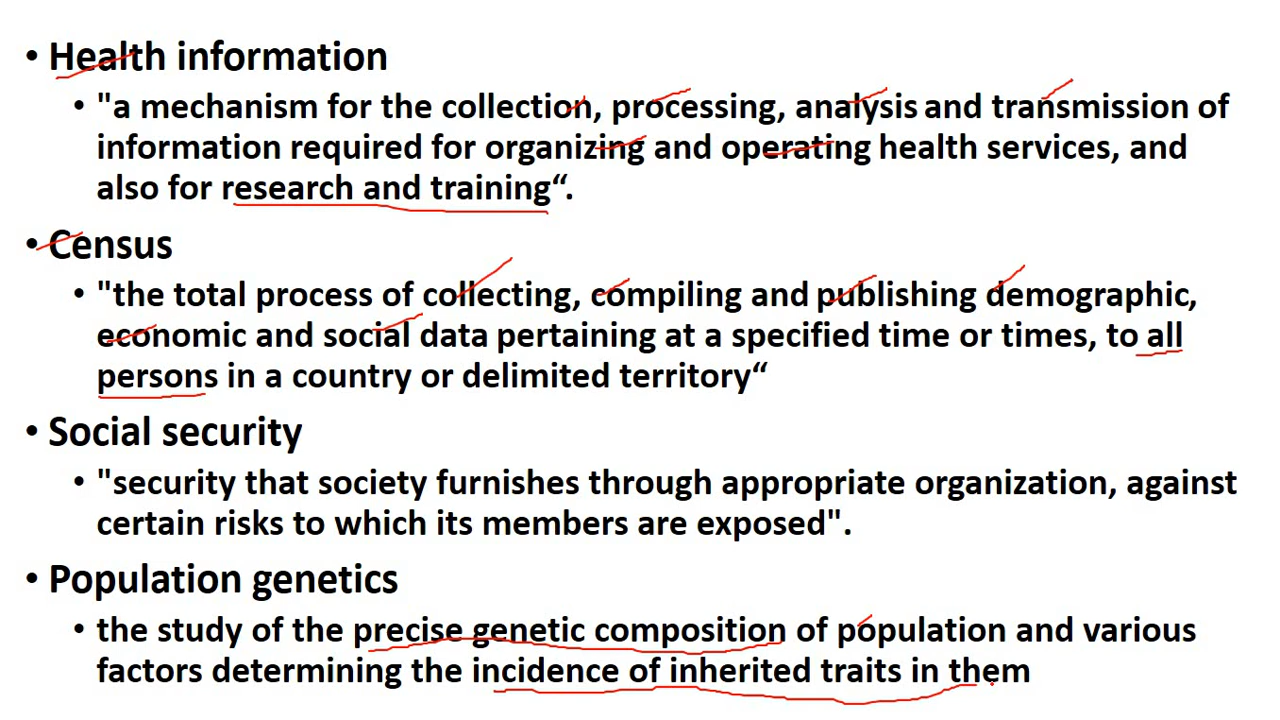 • Health information
• "a mechanism for the collection, processing, analysis and transmission of
information required for organizing and operating health services, and
also for research and training“.
• Census
• "the total process of collecting, compiling and publishing demographic,
economic and social data pertaining at a specified time or times, to all
persons in a country or delimited territory“
• Social security
• "security that society furnishes through appropriate organization, against
certain risks to which its members are exposed".
• Population genetics
• the study of the precise genetic composition of population and various
factors determining the incidence of inherited traits in them